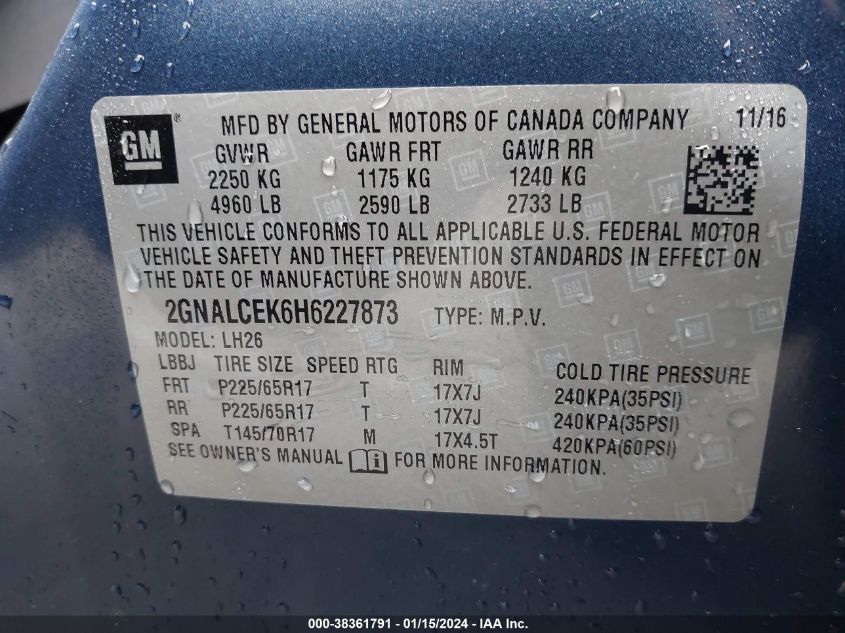 GM ® MFD BY GENERAL MOTORS OF CANADA COMPANY 11/16
GVWR GAWR FRT GAWR RR
2250 KG 1175 KG 1240 KG
4960 LB 2590 LB 2733 LB
THIS VEHICLE CONFORMS TO ALL APPLICABLE U.S. FEDERAL MOTOR
VEHICLE SAFETY AND THEFT PREVENTION STANDARDS IN EFFECT ON
THE DATE OF MANUFACTURE SHOWN ABOVE.
2GNALCEK6H6227873 TYPE: M.P.V.
MODEL: LH26
LBBJ TIRE SIZE SPEED RTG RIM COLD TIRE PRESSURE
FRT P225/65R17 T 17X7J 240KPA(35PSI)
RR P225/65R17 T 17X7J 240KPA(35PSI)
SPA T145/70R17 M 17X4.5T 420KPA(60PSI)
SEE OWNER'S MANUAL FOR MORE INFORMATION.
000-38361791 - 01/15/2024 - IAAI.com